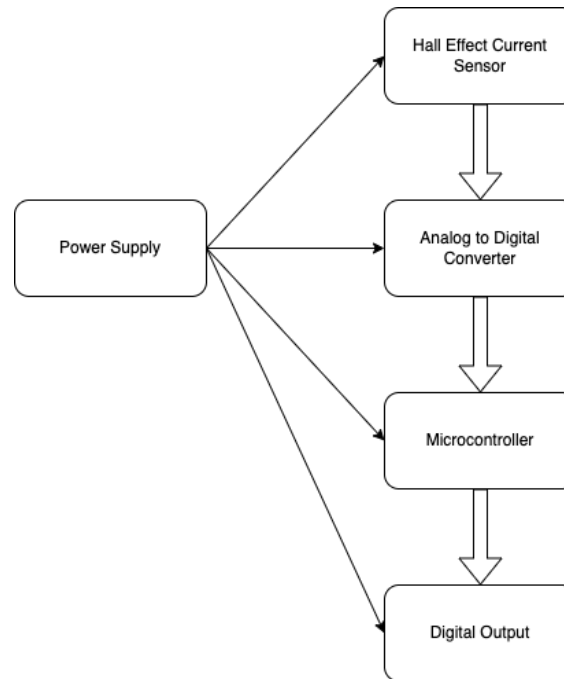 Hall Effect Current
Sensor
Power Supply
Analog to Digital
Converter
Microcontroller
Digital Output